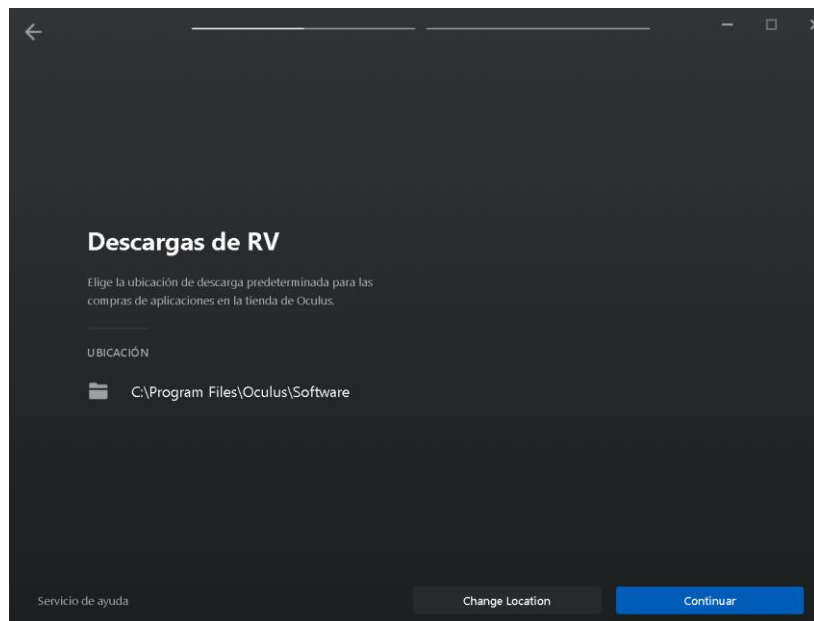 Descargas de RV
Elige la ubicación de descarga predeterminada para las
compras de aplicaciones en la tienda de Oculus.
UBICACIÓN
C:\Program Files\Oculus\Software
Servicio de ayuda
Change Location
Continuar